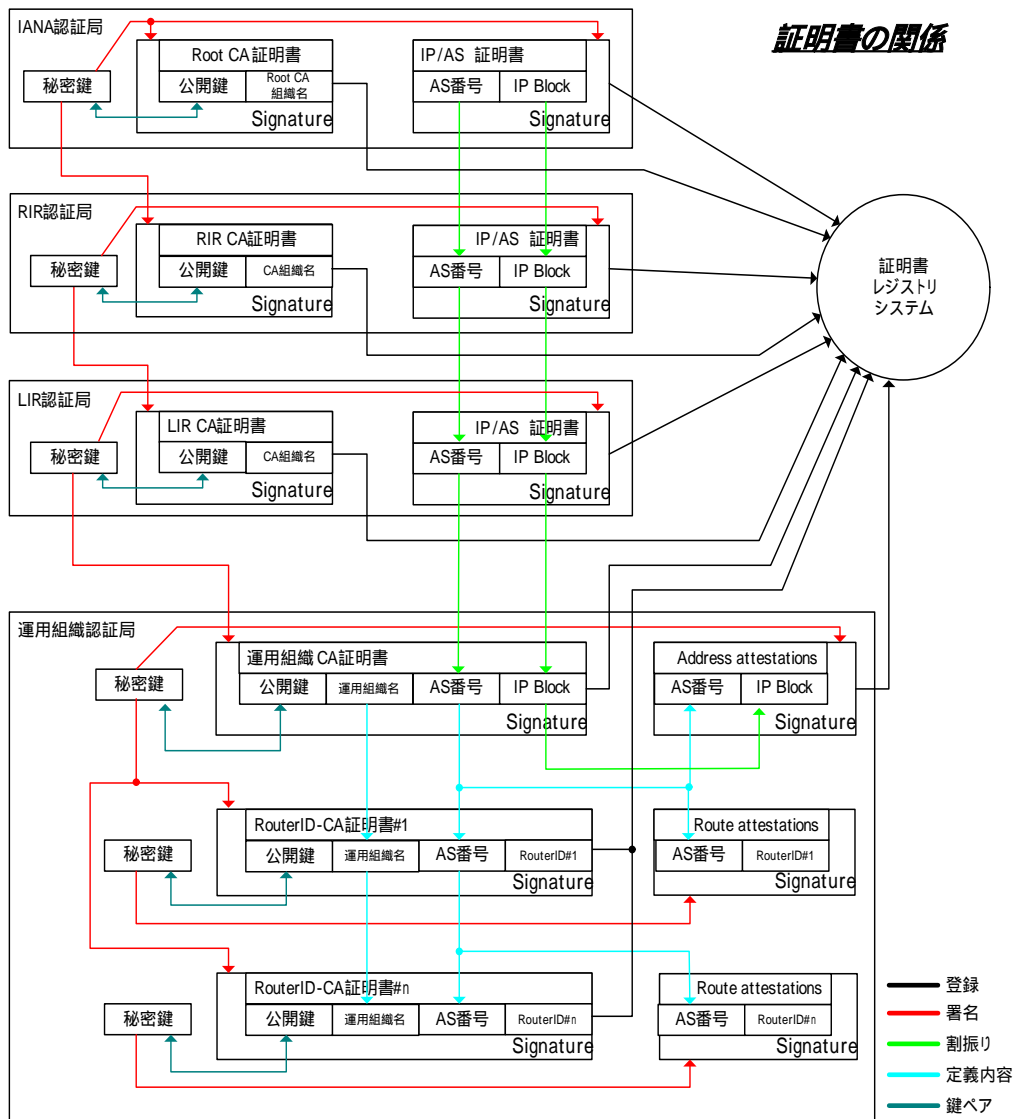 証明書の関係
IANA認証局
Root CA 証明書
IP/AS 証明書
秘密鍵
公開鍵
Root CA
組織名
AS番号
IP Block
Signature
Signature
RIR認証局
RIR CA証明書
IP/AS 証明書
秘密鍵
公開鍵
CA組織名
AS番号
IP Block
Signature
Signature
証明書
レジストリ
システム
LIR認証局
LIR CA証明書
IP/AS 証明書
秘密鍵
公開鍵
CA組織名
AS番号
IP Block
Signature
Signature
運用組織認証局
運用組織 CA証明書
Address attestations
秘密鍵
公開鍵
運用組織名
AS番号
IP Block
AS番号
IP Block
Signature
Signature
RouterID-CA証明書#1
Route attestations
秘密鍵
公開鍵
運用組織名
AS番号
RouterID#1
AS番号
RouterID#1
Signature
Signature
RouterID-CA証明書#n
Route attestations
秘密鍵
公開鍵
運用組織名
AS番号
RouterID#n
AS番号
RouterID#n
Signature
Signature
登録
署名
割振り
定義内容
鍵ペア